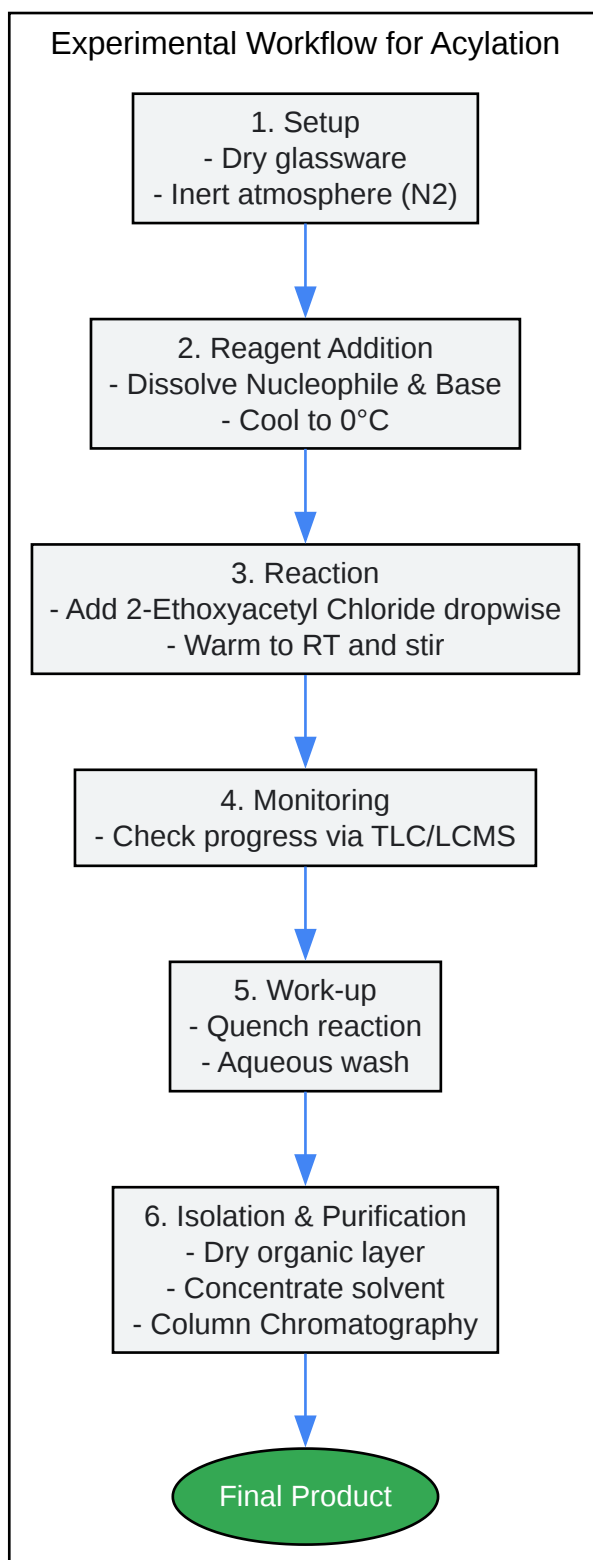 Experimental Workflow for Acylation
1. Setup
- Dry glassware
- Inert atmosphere (N2)
2. Reagent Addition
- Dissolve Nucleophile & Base
- Cool to 0°C
3. Reaction
- Add 2-Ethoxyacetyl Chloride dropwise
- Warm to RT and stir
4. Monitoring
- Check progress via TLC/LCMS
5. Work-up
- Quench reaction
- Aqueous wash
6. Isolation & Purification
- Dry organic layer
- Concentrate solvent
- Column Chromatography
Final Product